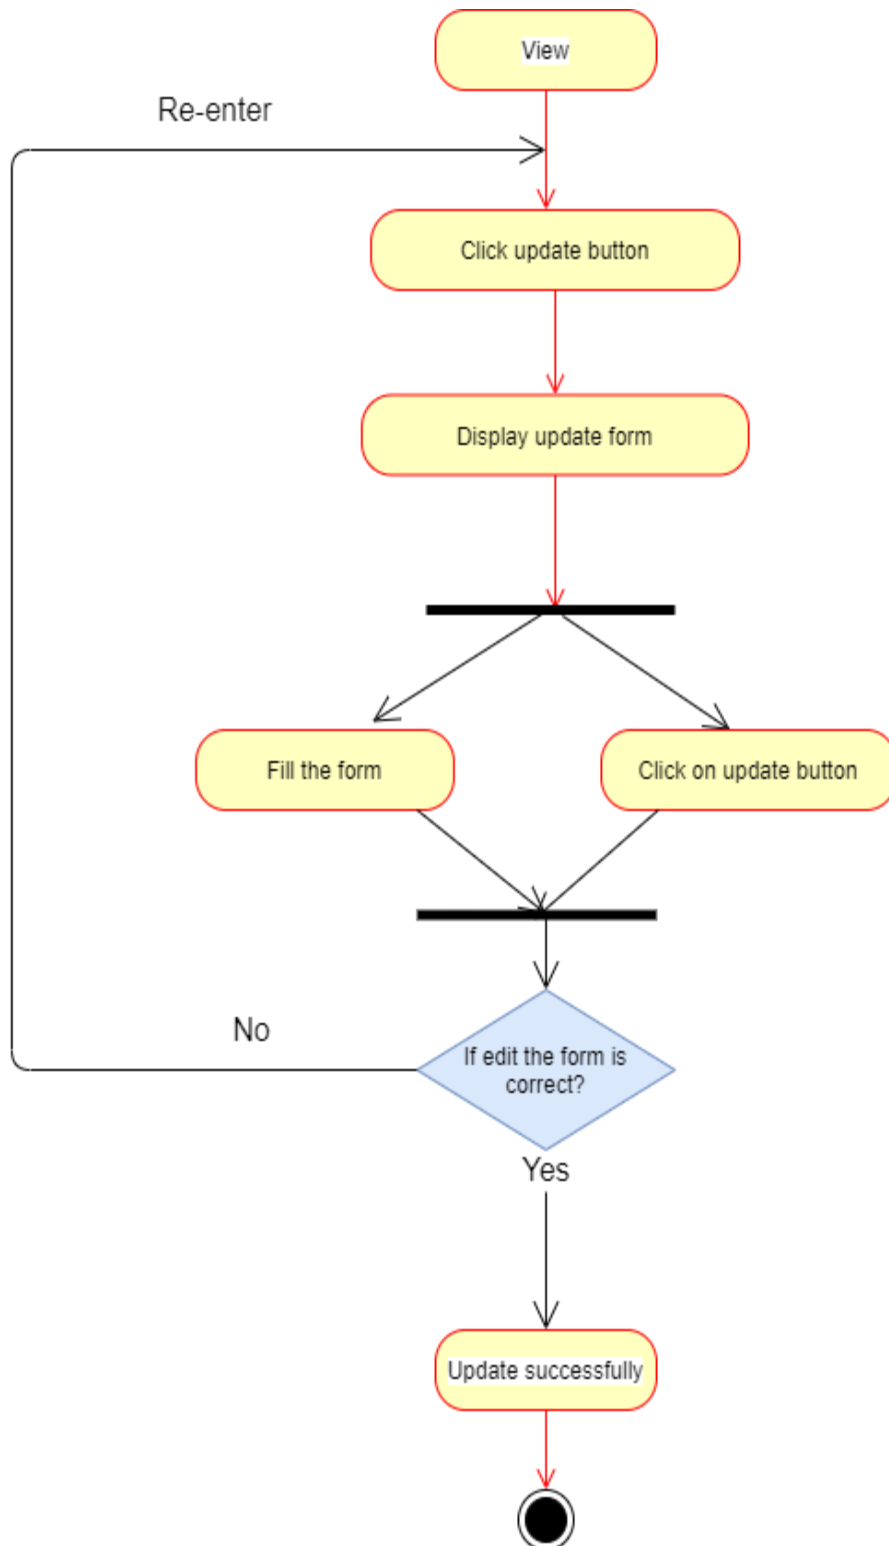 View
Re-enter
Click update button
Display update form
Fill the form
Click on update button
No
If edit the form is
correct?
Yes
Update successfully